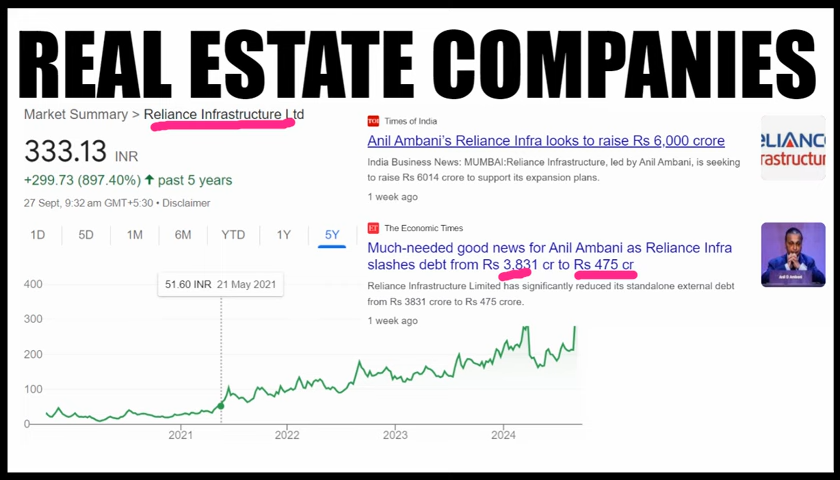 REAL ESTATE COMPANIES
Market Summary > Reliance Infrastructure Ltd
333.13 INR
+299.73 (897.40%) ↑ past 5 years
27 Sept, 9:32 am GMT+5:30 • Disclaimer
1D 5D 1M 6M YTD 1Y 5Y
51.60 INR 21 May 2021
400
300
200
100
0
2021 2022 2023 2024
TOI Times of India
Anil Ambani's Reliance Infra looks to raise Rs 6,000 crore
India Business News: MUMBAI:Reliance Infrastructure, led by Anil Ambani, is seeking
to raise Rs 6014 crore to support its expansion plans.
1 week ago
ELIANC
rastructur
ET The Economic Times
Much-needed good news for Anil Ambani as Reliance Infra
slashes debt from Rs 3,831 cr to Rs 475 cr
Reliance Infrastructure Limited has significantly reduced its standalone external debt
from Rs 3831 crore to Rs 475 crore.
1 week ago